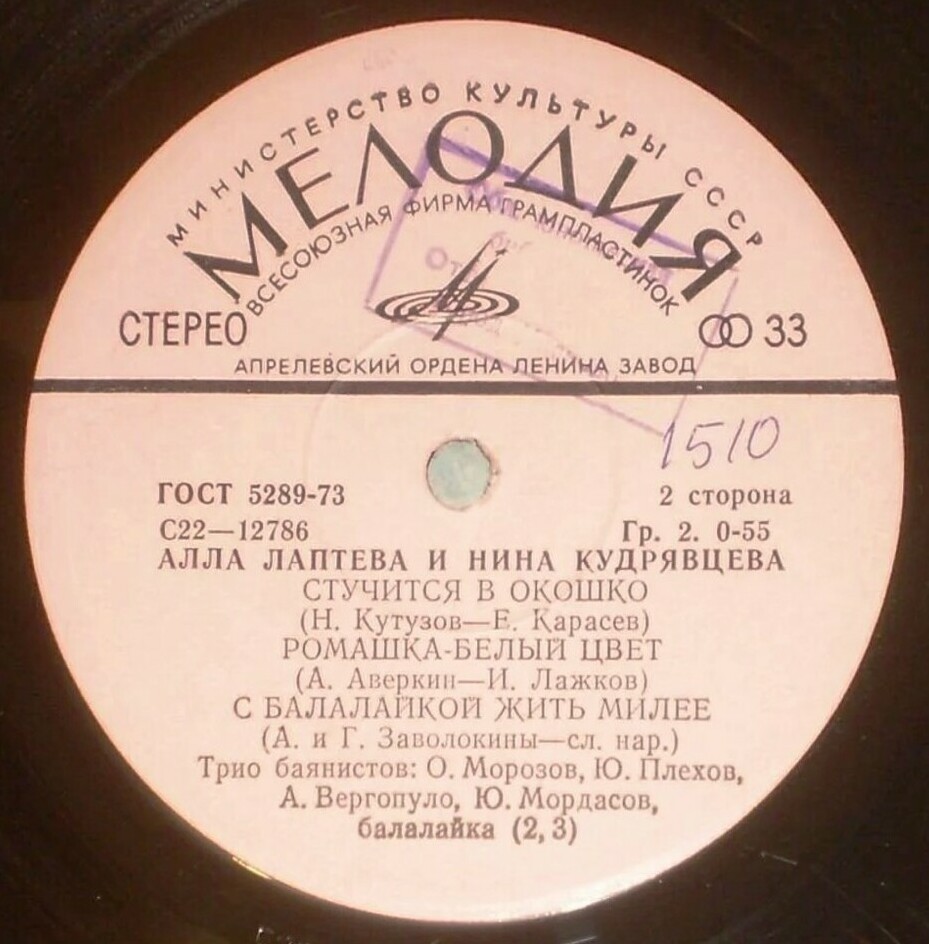 МИНИСТЕРСТВО КУЛЬТУРЫ СССР
МЕЛОДИЯ
ВСЕСОЮЗНАЯ ФИРМА ГРАМПЛАСТИНОК
СТЕРЕО
33
АПРЕЛЕВСКИЙ ОРДЕНА ЛЕНИНА ЗАВОД
1510
ГОСТ 5289-73
2 сторона
С22—12786
Гр. 2. 0-55
АЛЛА ЛАПТЕВА И НИНА КУДРЯВЦЕВА
СТУЧИТСЯ В ОКОШКО
(Н. Кутузов—Е. Карасев)
РОМАШКА-БЕЛЫЙ ЦВЕТ
(А. Аверкин—И. Лажков)
С БАЛАЛАЙКОЙ ЖИТЬ МИЛЕЕ
(А. и Г. Заволокины—сл. нар.)
Трио баянистов: О. Морозов, Ю. Плехов,
А. Вергопуло, Ю. Мордасов,
балалайка (2, 3)